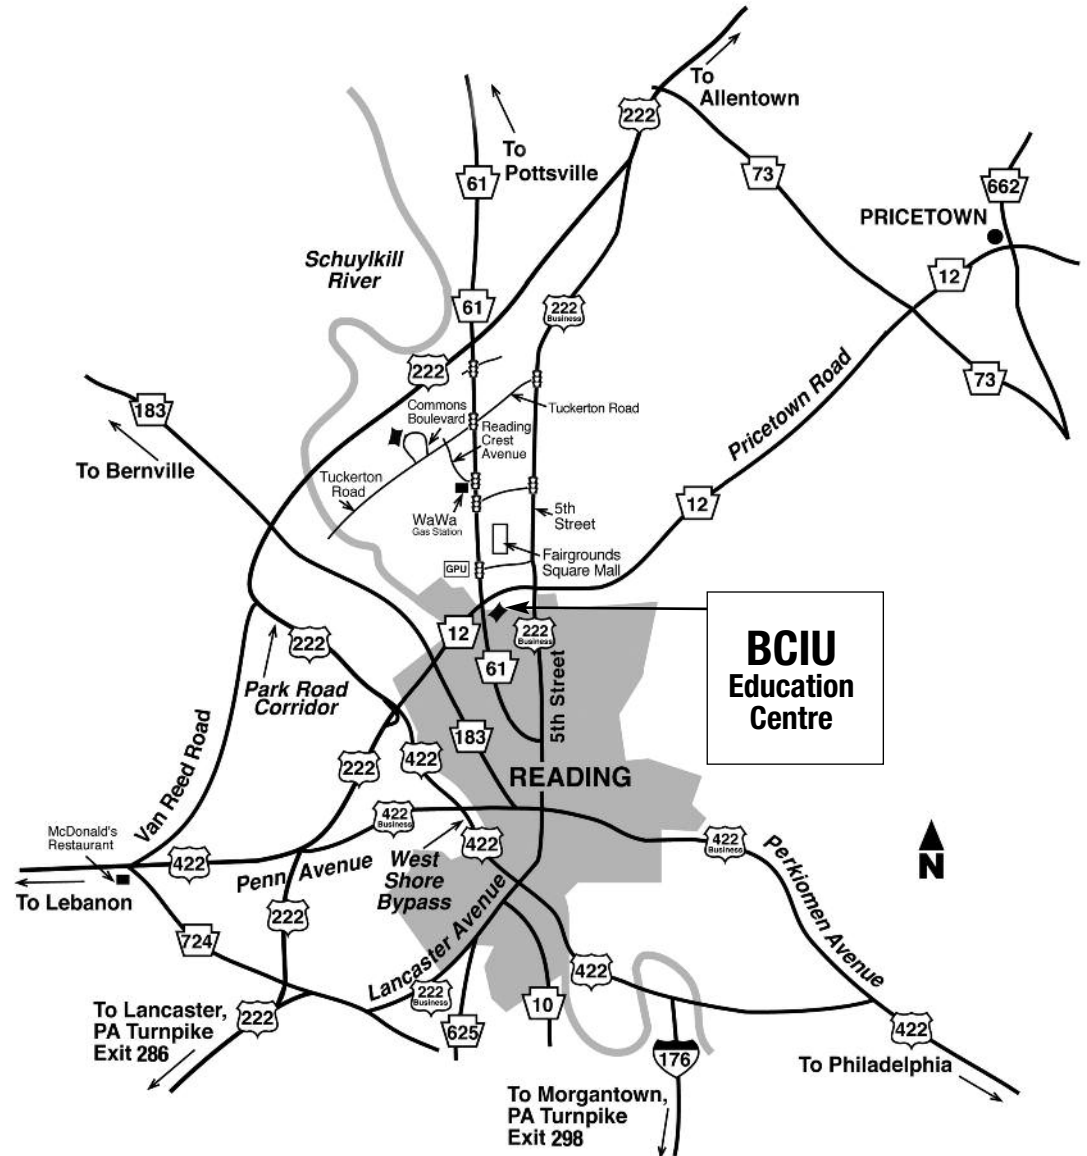 To
Allentown
222
To
Pottsville
61
73
662
PRICETOWN
12
Schuylkill
River
61
222
Business
222
73
183
Commons
Boulevard
Tuckerton Road
Reading
Crest
Avenue
Pricetown Road
To Bernville
Tuckerton
Road
12
WaWa
Gas Station
5th
Street
Fairgrounds
Square Mall
GPU
12
222
Business
61
BCIU
Education
Centre
222
Park Road
Corridor
5th Street
Van Reed Road
183
222
422
READING
422
Business
McDonald's
Restaurant
422
Penn Avenue
West
Shore
Bypass
422
422
Business
Perkiomen Avenue
N
To Lebanon
222
724
Lancaster Avenue
422
222
Business
10
To Lancaster,
PA Turnpike
Exit 286
222
625
422
176
To Philadelphia
To Morgantown,
PA Turnpike
Exit 298